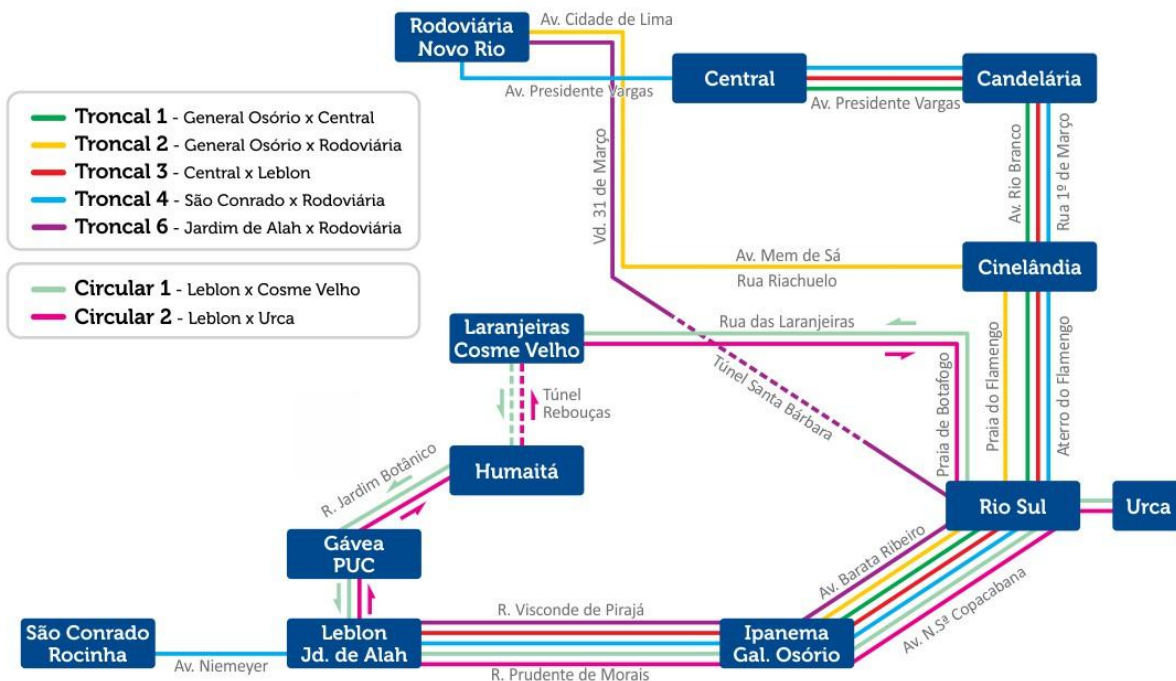 Rodoviária
Novo Rio
Av. Cidade de Lima
Central
Candelária
Av. Presidente Vargas
Av. Presidente Vargas
Troncal 1 - General Osório x Central
Troncal 2 - General Osório x Rodoviária
Troncal 3 - Central x Leblon
Troncal 4 - São Conrado x Rodoviária
Troncal 6 - Jardim de Alah x Rodoviária
Circular 1 - Leblon x Cosme Velho
Circular 2 - Leblon x Urca
Vd. 31 de Março
Av. Rio Branco
Rua 1º de Março
Av. Mem de Sá
Rua Riachuelo
Cinelândia
Laranjeiras
Cosme Velho
Rua das Laranjeiras
Túnel Santa Bárbara
Praia de Botafogo
Praia do Flamengo
Aterro do Flamengo
Túnel
Rebouças
Humaitá
R. Jardim Botânico
Rio Sul
Urca
Gávea
PUC
Av. Barata Ribeiro
Av. N.Sª Copacabana
São Conrado
Rocinha
Av. Niemeyer
Leblon
Jd. de Alah
R. Visconde de Pirajá
R. Prudente de Morais
Ipanema
Gal. Osório